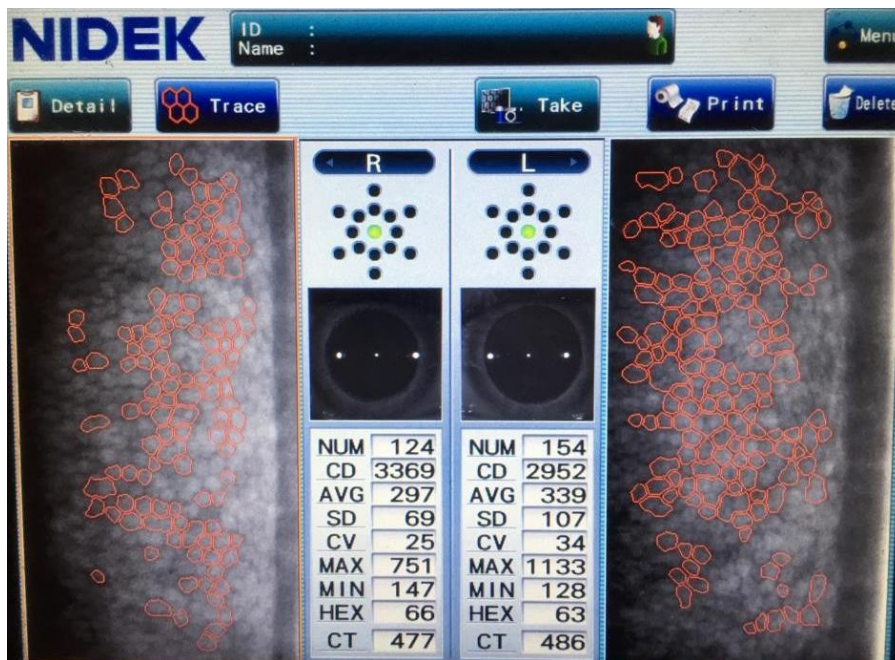 NIDEK
ID :
Name :
Menu
Detail
Trace
Take
Print
Delete
R
L
NUM 124
CD 3369
AVG 297
SD 69
CV 25
MAX 751
MIN 147
HEX 66
CT 477
NUM 154
CD 2952
AVG 339
SD 107
CV 34
MAX 1133
MIN 128
HEX 63
CT 486